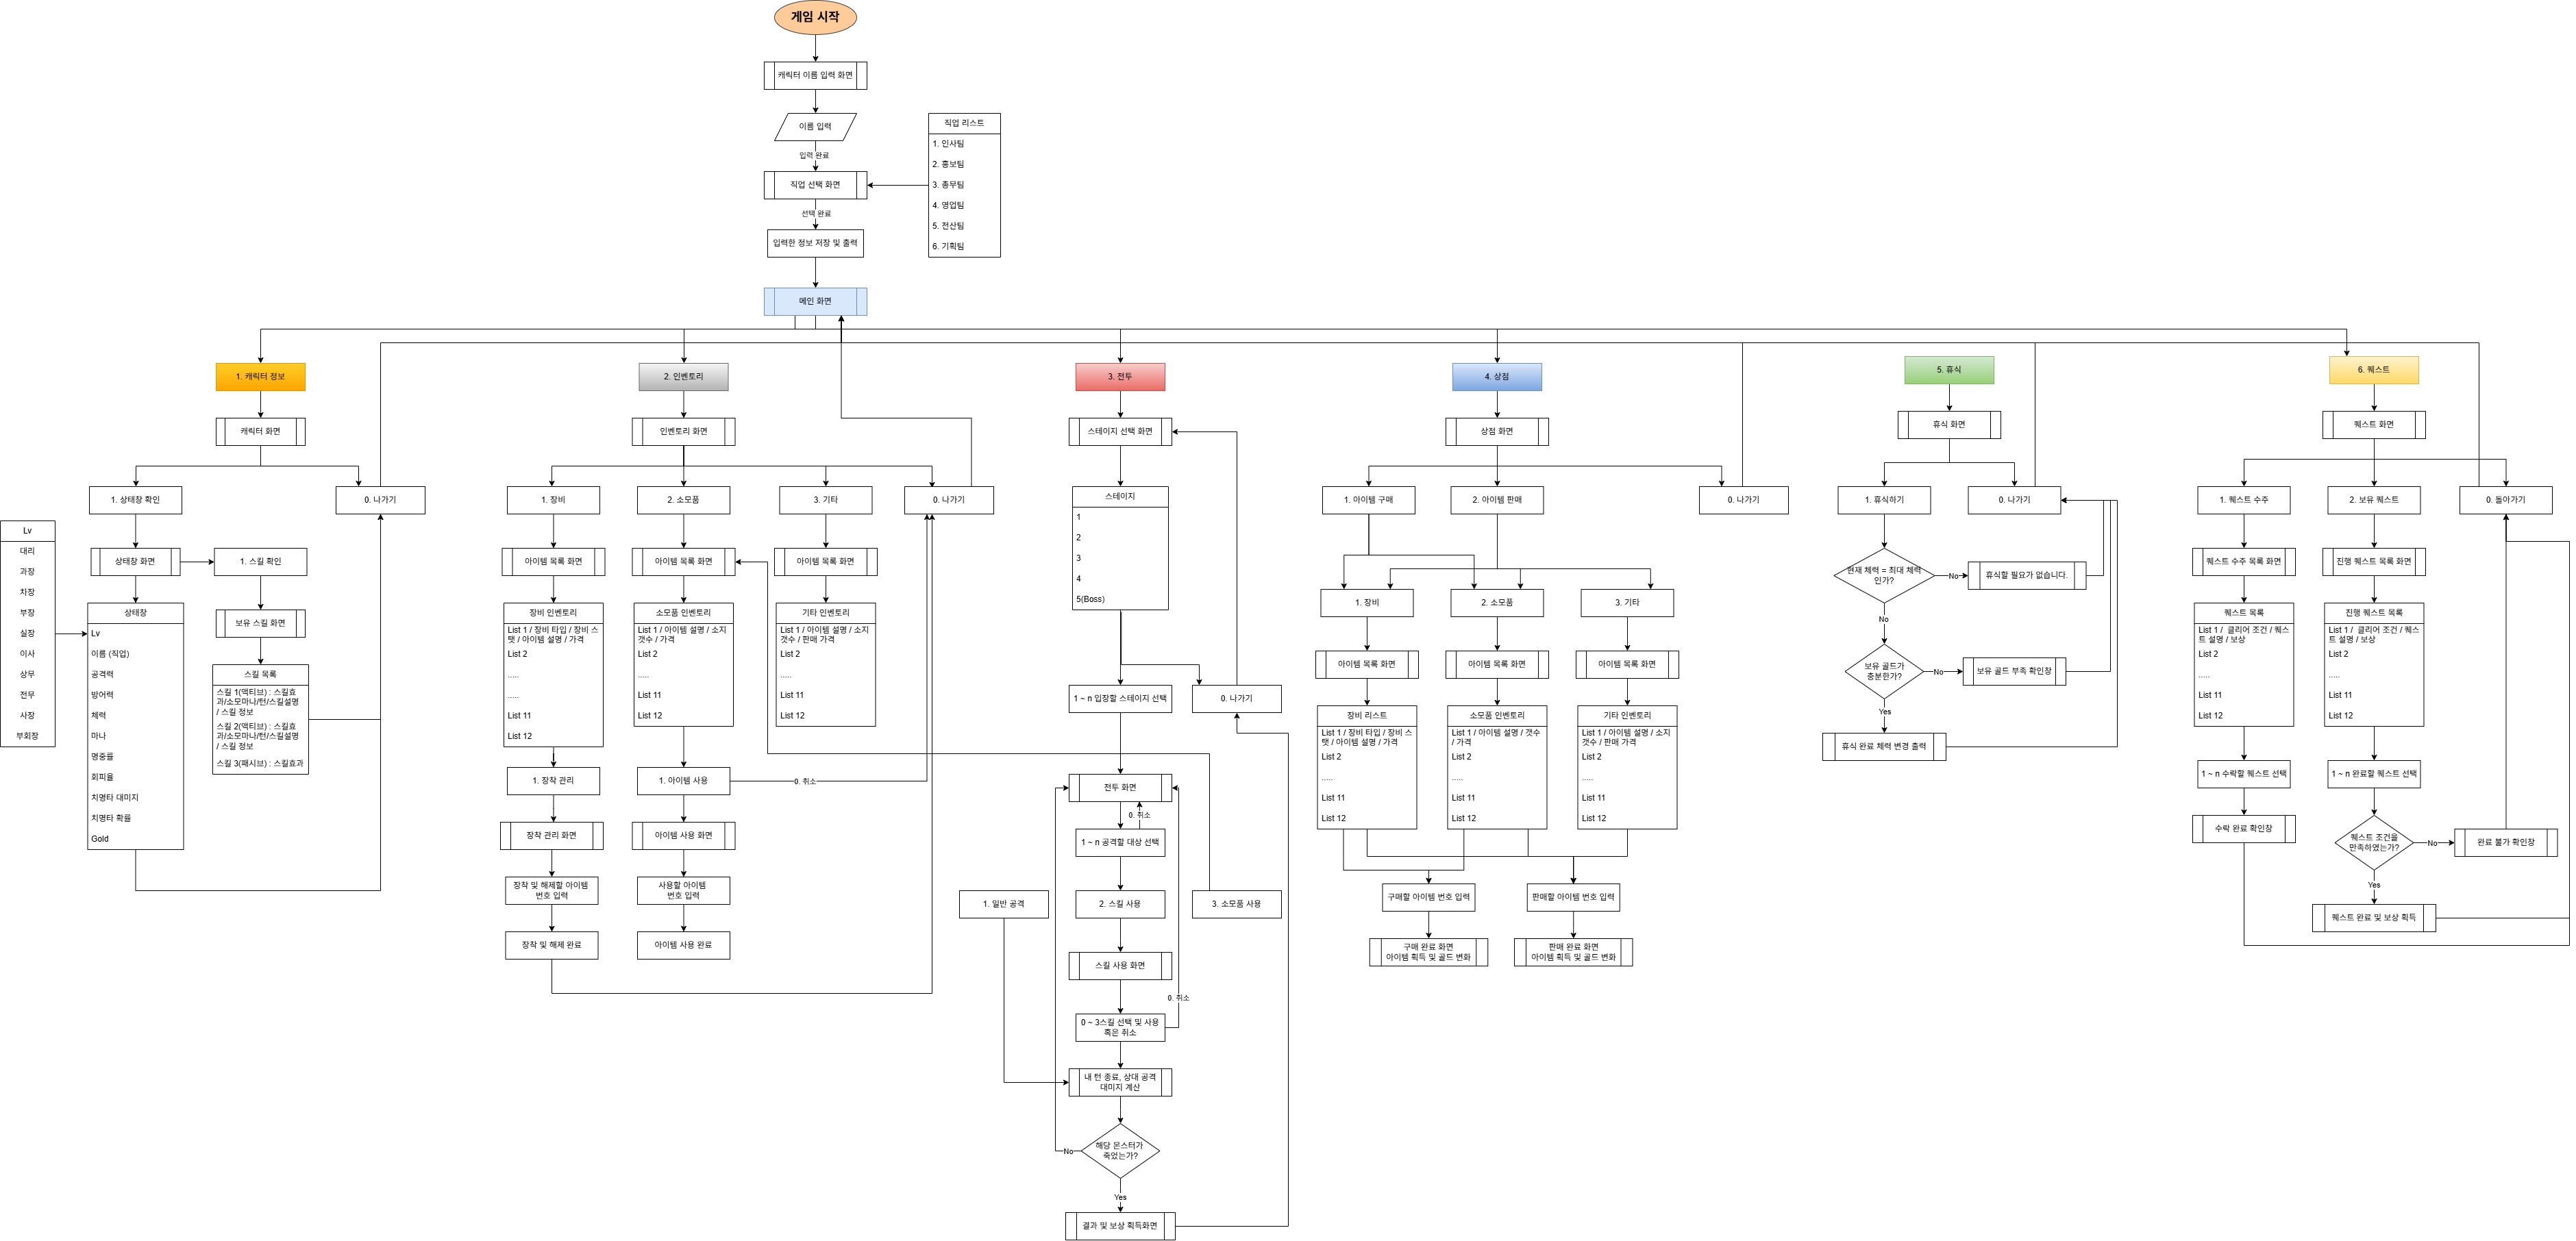 게임 시작
캐릭터 이름 입력 화면
이름 입력
입력 완료
직업 선택 화면
선택 완료
입력한 정보 저장 및 출력
메인 화면
직업 리스트
1. 인사팀
2. 홍보팀
3. 총무팀
4. 영업팀
5. 전산팀
6. 기획팀
1. 캐릭터 정보
캐릭터 화면
1. 상태창 확인
0. 나가기
상태창 화면
1. 스킬 확인
보유 스킬 화면
Lv
대리
과장
차장
부장
실장
이사
상무
전무
사장
부회장
상태창
Lv
이름 (직업)
공격력
방어력
체력
마나
명중률
회피율
치명타 대미지
치명타 확률
Gold
스킬 목록
스킬 1(액티브) : 스킬효
과/소모마나/턴/스킬설명
/ 스킬 정보
스킬 2(액티브) : 스킬효
과/소모마나/턴/스킬설명
/ 스킬 정보
스킬 3(패시브) : 스킬효과
2. 인벤토리
인벤토리 화면
1. 장비
2. 소모품
3. 기타
0. 나가기
아이템 목록 화면
아이템 목록 화면
아이템 목록 화면
장비 인벤토리
List 1 / 장비 타입 / 장비 스
탯 / 아이템 설명 / 가격
List 2
.....
.....
List 11
List 12
소모품 인벤토리
List 1 / 아이템 설명 / 소지
갯수 / 가격
List 2
.....
List 11
List 12
기타 인벤토리
List 1 / 아이템 설명 / 소지
갯수 / 판매 가격
List 2
.....
List 11
List 12
1. 장착 관리
장착 관리 화면
장착 및 해제할 아이템
번호 입력
장착 및 해제 완료
1. 아이템 사용
0. 취소
아이템 사용 화면
사용할 아이템
번호 입력
아이템 사용 완료
3. 전투
스테이지 선택 화면
스테이지
1
2
3
4
5(Boss)
1 ~ n 입장할 스테이지 선택
0. 나가기
전투 화면
0. 취소
1 ~ n 공격할 대상 선택
1. 일반 공격
2. 스킬 사용
3. 소모품 사용
스킬 사용 화면
0. 취소
0 ~ 3스킬 선택 및 사용
혹은 취소
내 턴 종료, 상대 공격
대미지 계산
해당 몬스터가
죽었는가?
No
Yes
결과 및 보상 획득화면
4. 상점
상점 화면
1. 아이템 구매
2. 아이템 판매
0. 나가기
1. 장비
2. 소모품
3. 기타
아이템 목록 화면
아이템 목록 화면
아이템 목록 화면
장비 리스트
List 1 / 장비 타입 / 장비 스
탯 / 아이템 설명 / 가격
List 2
.....
List 11
List 12
소모품 인벤토리
List 1 / 아이템 설명 / 갯수
/ 가격
List 2
.....
List 11
List 12
기타 인벤토리
List 1 / 아이템 설명 / 소지
갯수 / 판매 가격
List 2
.....
List 11
List 12
구매할 아이템 번호 입력
판매할 아이템 번호 입력
구매 완료 화면
아이템 획득 및 골드 변화
판매 완료 화면
아이템 획득 및 골드 변화
5. 휴식
휴식 화면
1. 휴식하기
0. 나가기
현재 체력 = 최대 체력
인가?
No
휴식할 필요가 없습니다.
No
보유 골드가
충분한가?
No
보유 골드 부족 확인창
Yes
휴식 완료 체력 변경 출력
6. 퀘스트
퀘스트 화면
1. 퀘스트 수주
2. 보유 퀘스트
0. 돌아가기
퀘스트 수주 목록 화면
진행 퀘스트 목록 화면
퀘스트 목록
List 1 / 클리어 조건 / 퀘스
트 설명 / 보상
List 2
.....
List 11
List 12
진행 퀘스트 목록
List 1 / 클리어 조건 / 퀘스
트 설명 / 보상
List 2
.....
List 11
List 12
1 ~ n 수락할 퀘스트 선택
1 ~ n 완료할 퀘스트 선택
수락 완료 확인창
퀘스트 조건을
만족하였는가?
No
완료 불가 확인창
Yes
퀘스트 완료 및 보상 획득